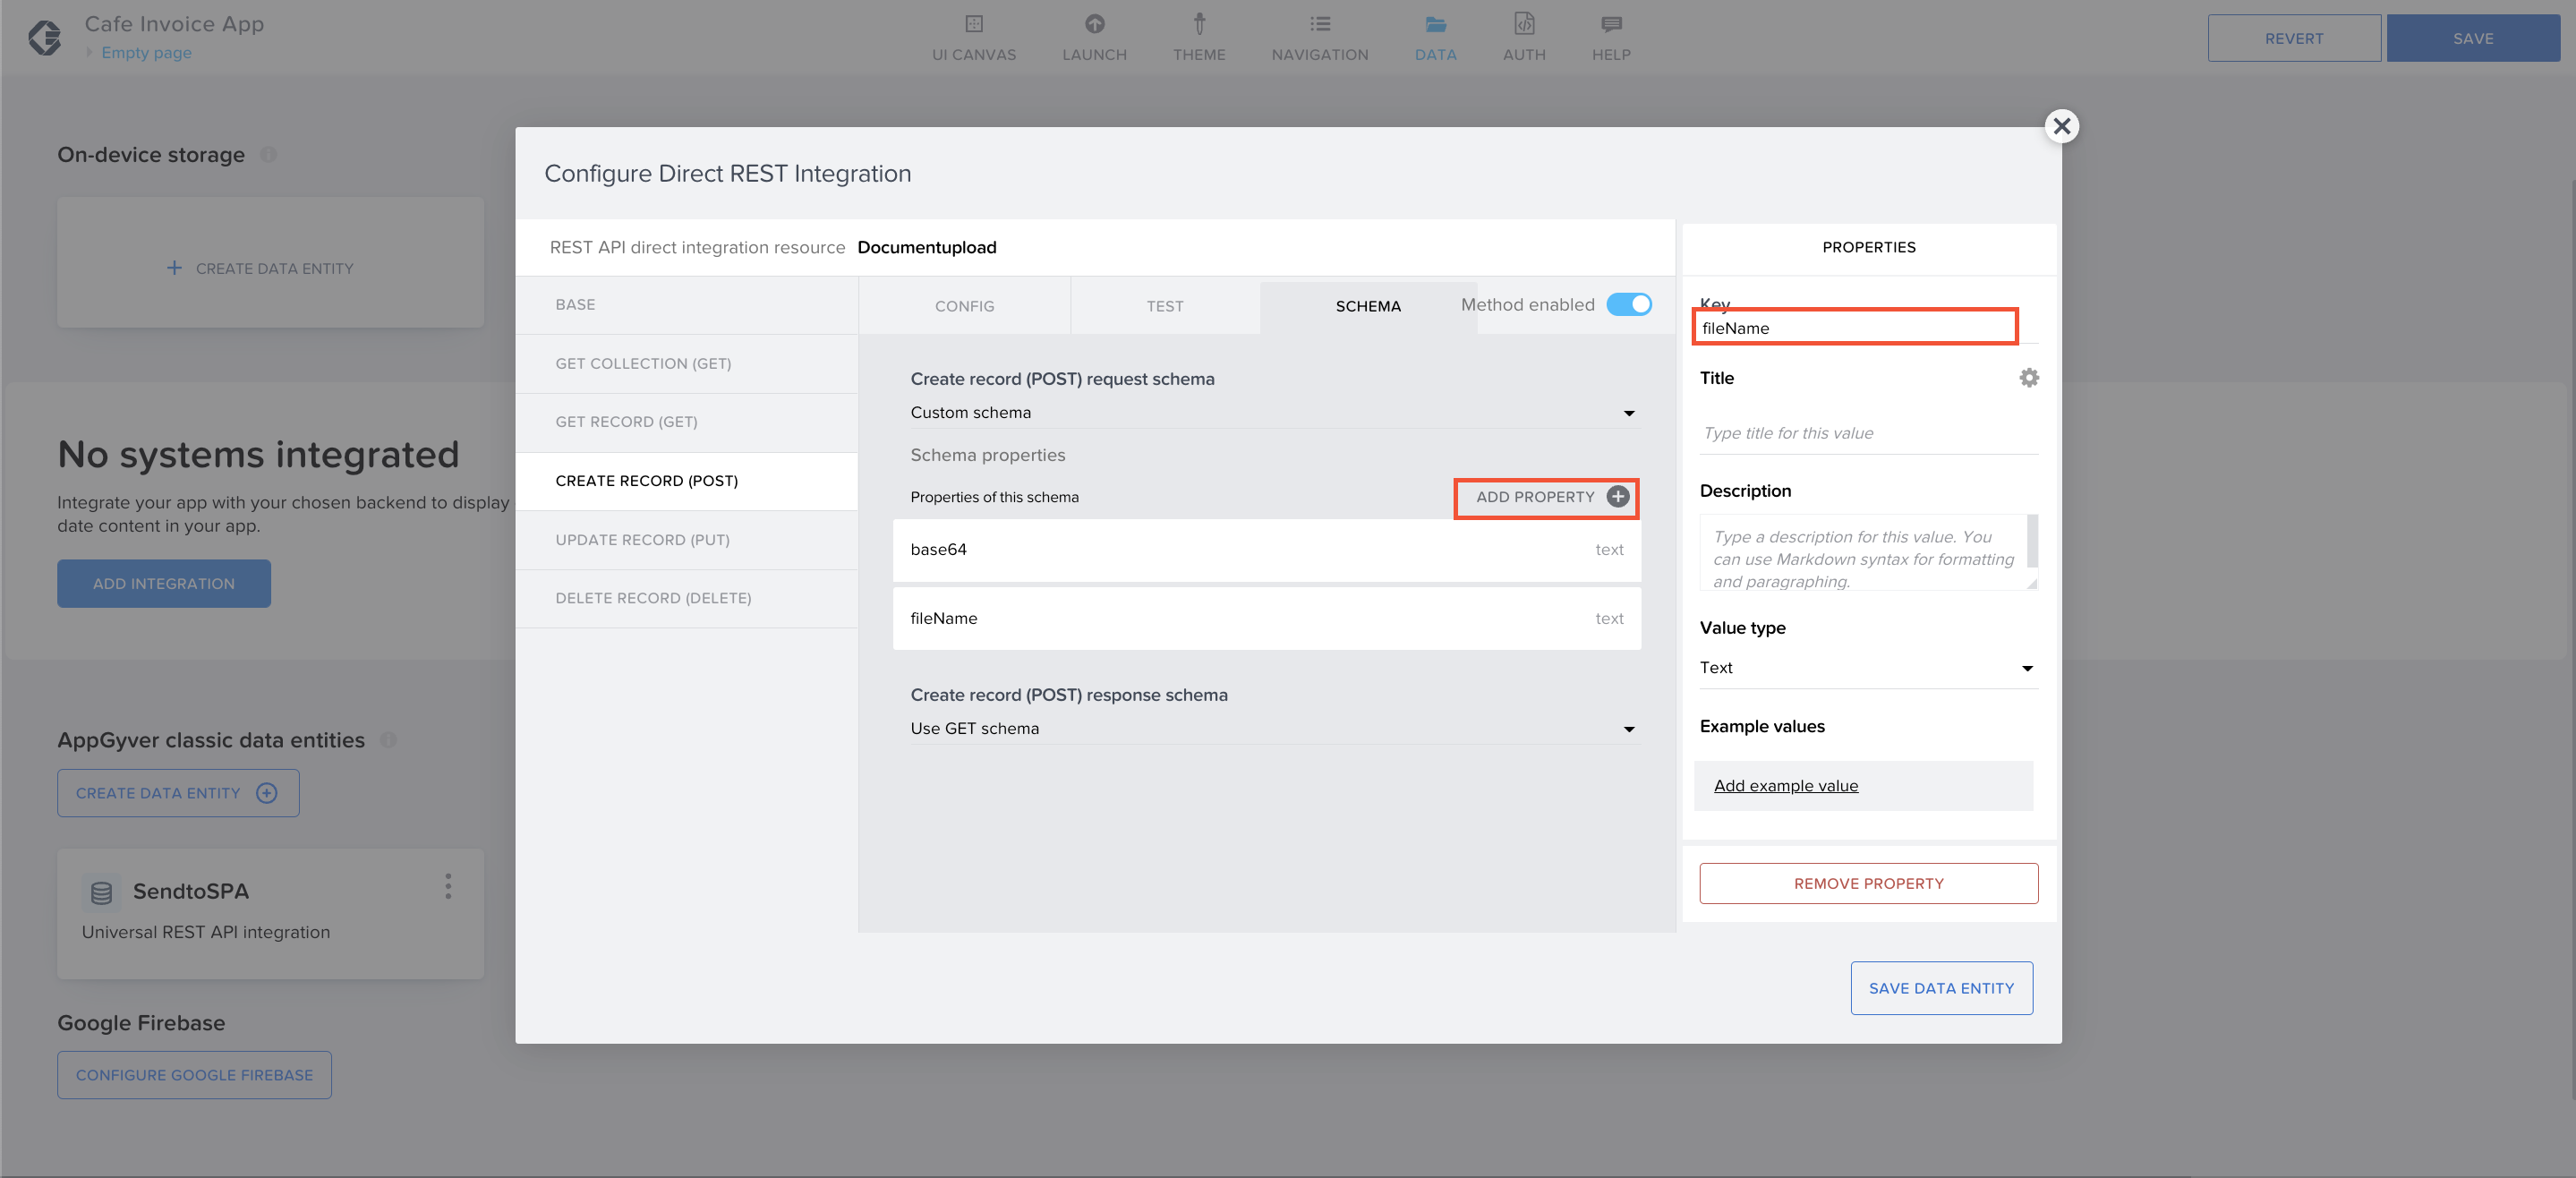 Cafe Invoice App
Empty page
UI CANVAS
LAUNCH
THEME
NAVIGATION
DATA
AUTH
HELP
REVERT
SAVE
On-device storage
CREATE DATA ENTITY
No systems integrated
Integrate your app with your chosen backend to display
date content in your app.
ADD INTEGRATION
AppGyver classic data entities
CREATE DATA ENTITY
SendtoSPA
Universal REST API integration
Google Firebase
CONFIGURE GOOGLE FIREBASE
Configure Direct REST Integration
REST API direct integration resource Documentupload
BASE
GET COLLECTION (GET)
GET RECORD (GET)
CREATE RECORD (POST)
UPDATE RECORD (PUT)
DELETE RECORD (DELETE)
CONFIG
TEST
SCHEMA
Method enabled
Create record (POST) request schema
Custom schema
Schema properties
Properties of this schema
ADD PROPERTY
base64 text
fileName text
Create record (POST) response schema
Use GET schema
PROPERTIES
Key
fileName
Title
Type title for this value
Description
Type a description for this value. You
can use Markdown syntax for formatting
and paragraphing.
Value type
Text
Example values
Add example value
REMOVE PROPERTY
SAVE DATA ENTITY